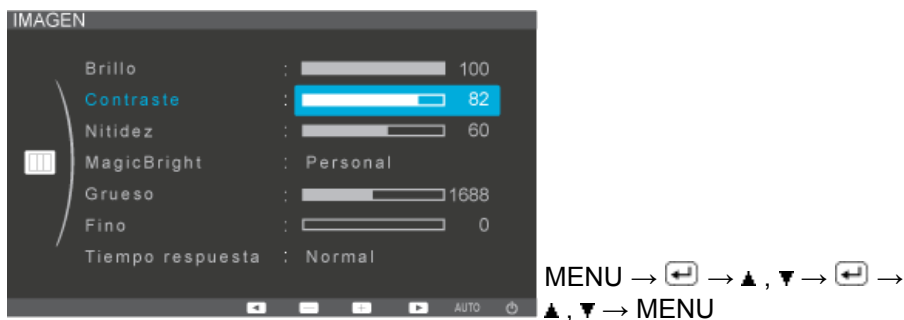 IMAGEN
Brillo : 100
Contraste : 82
Nitidez : 60
MagicBright : Personal
Grueso : 1688
Fino : 0
Tiempo respuesta : Normal
AUTO
MENU → ↵ → ▲ , ▼ → ↵ →
▲ , ▼ → MENU